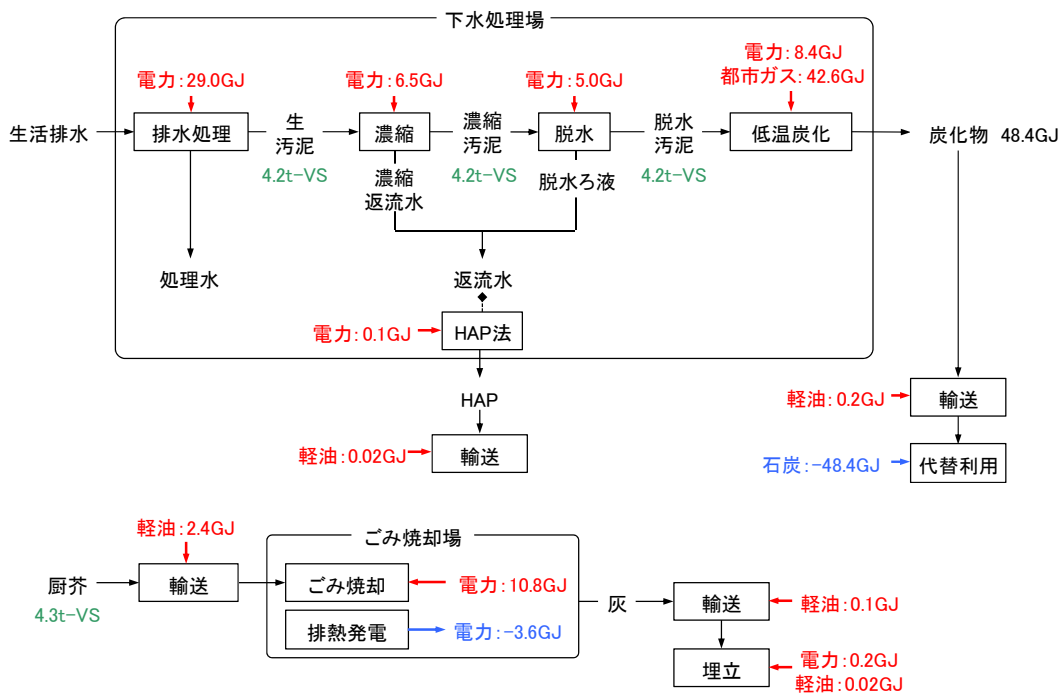 下水処理場
電力：8.4GJ
都市ガス：42.6GJ
電力：29.0GJ
電力：6.5GJ
電力：5.0GJ
生活排水
排水処理
生
汚泥
4.2t-VS
濃縮
濃縮
汚泥
4.2t-VS
脱水
脱水
汚泥
4.2t-VS
低温炭化
炭化物 48.4GJ
濃縮
返流水
脱水ろ液
処理水
返流水
電力：0.1GJ
HAP法
HAP
軽油：0.02GJ
輸送
軽油：0.2GJ
輸送
石炭：-48.4GJ
代替利用
軽油：2.4GJ
ごみ焼却場
厨芥
4.3t-VS
輸送
ごみ焼却
電力：10.8GJ
排熱発電
電力：-3.6GJ
灰
輸送
軽油：0.1GJ
埋立
電力：0.2GJ
軽油：0.02GJ